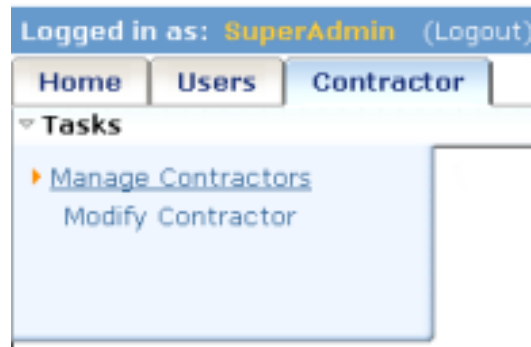 Logged in as: SuperAdmin (Logout)
Home Users Contractor
Tasks
Manage Contractors
Modify Contractor